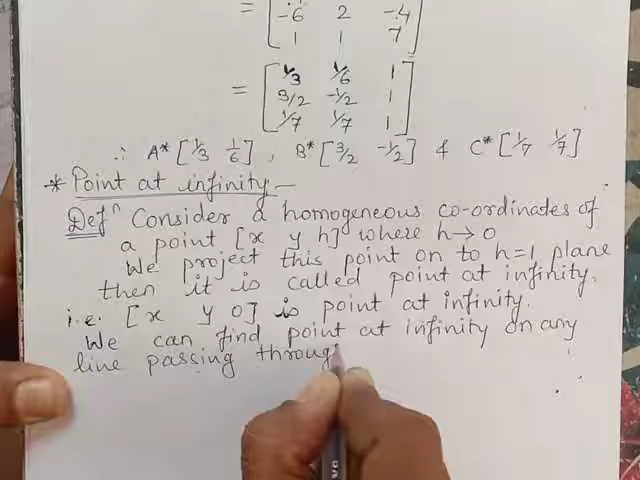 = [-6 2 -4
1 1 7]
= [1/3 1/6 1
3/2 -1/2 1
1/7 1/7 1]
∴ A* [1/3 1/6], B* [3/2 -1/2] & C* [1/7 1/7]
* Point at infinity -
Defⁿ Consider a homogeneous co-ordinates of
a point [x y h] where h→0
We project this point on to h=1 plane
then it is called point at infinity.
i.e. [x y 0] is point at infinity.
We can find point at infinity on any
line passing throug